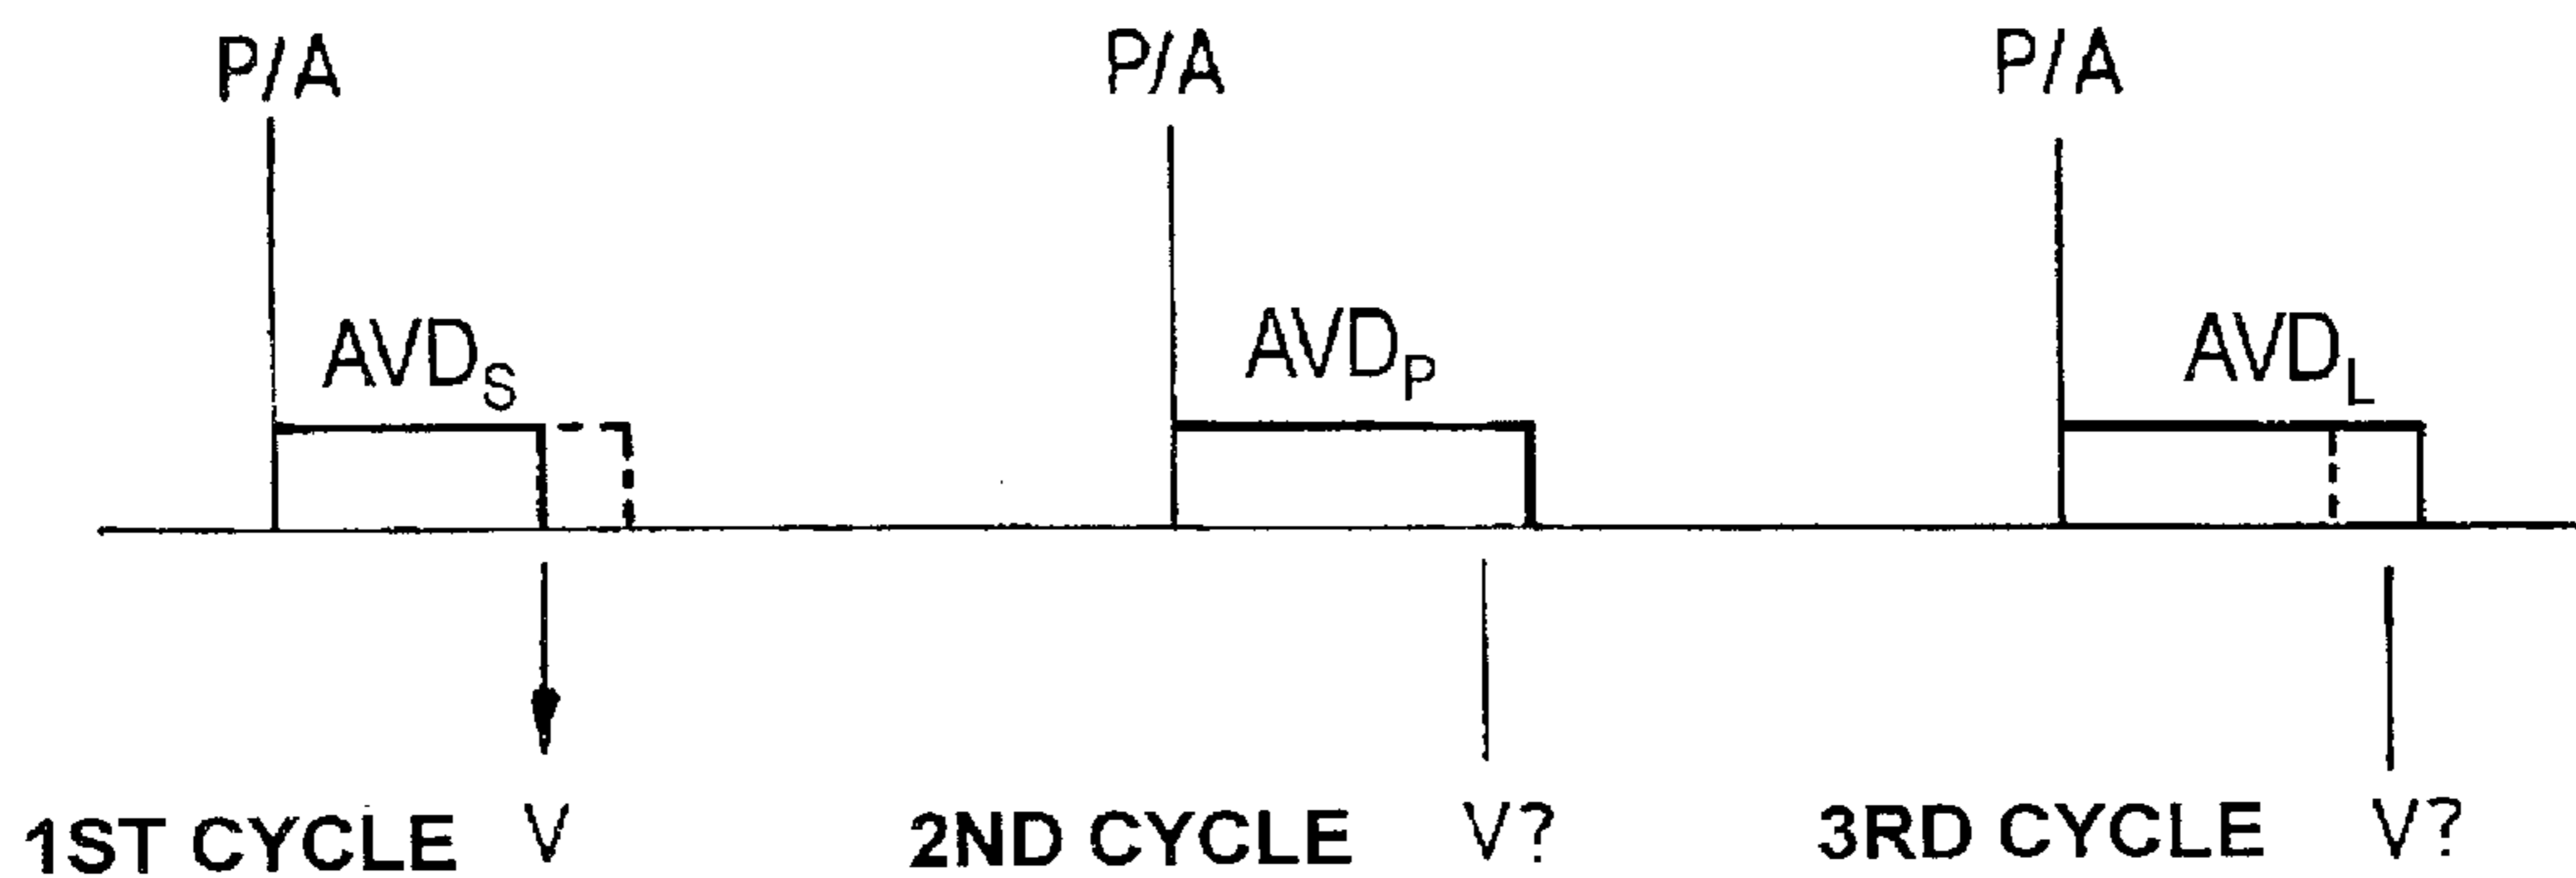 P/A P/A P/A
AVDS AVDP AVDL
1ST CYCLE V 2ND CYCLE V? 3RD CYCLE V?